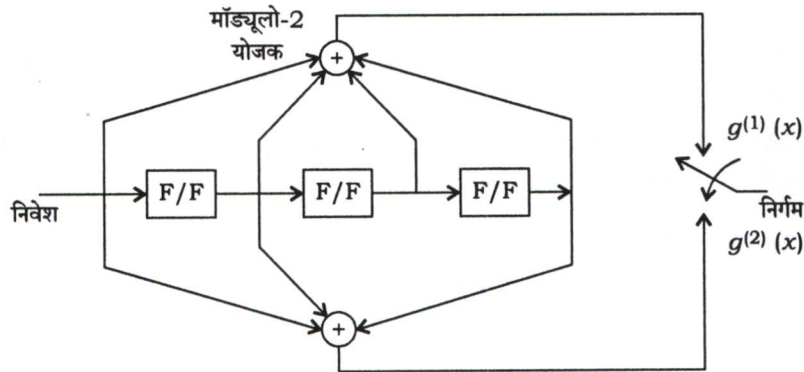 मॉड्यूलो-2
योजक
+
g⁽¹⁾ (x)
F/F F/F F/F
निवेश
निर्गम
g⁽²⁾ (x)
+